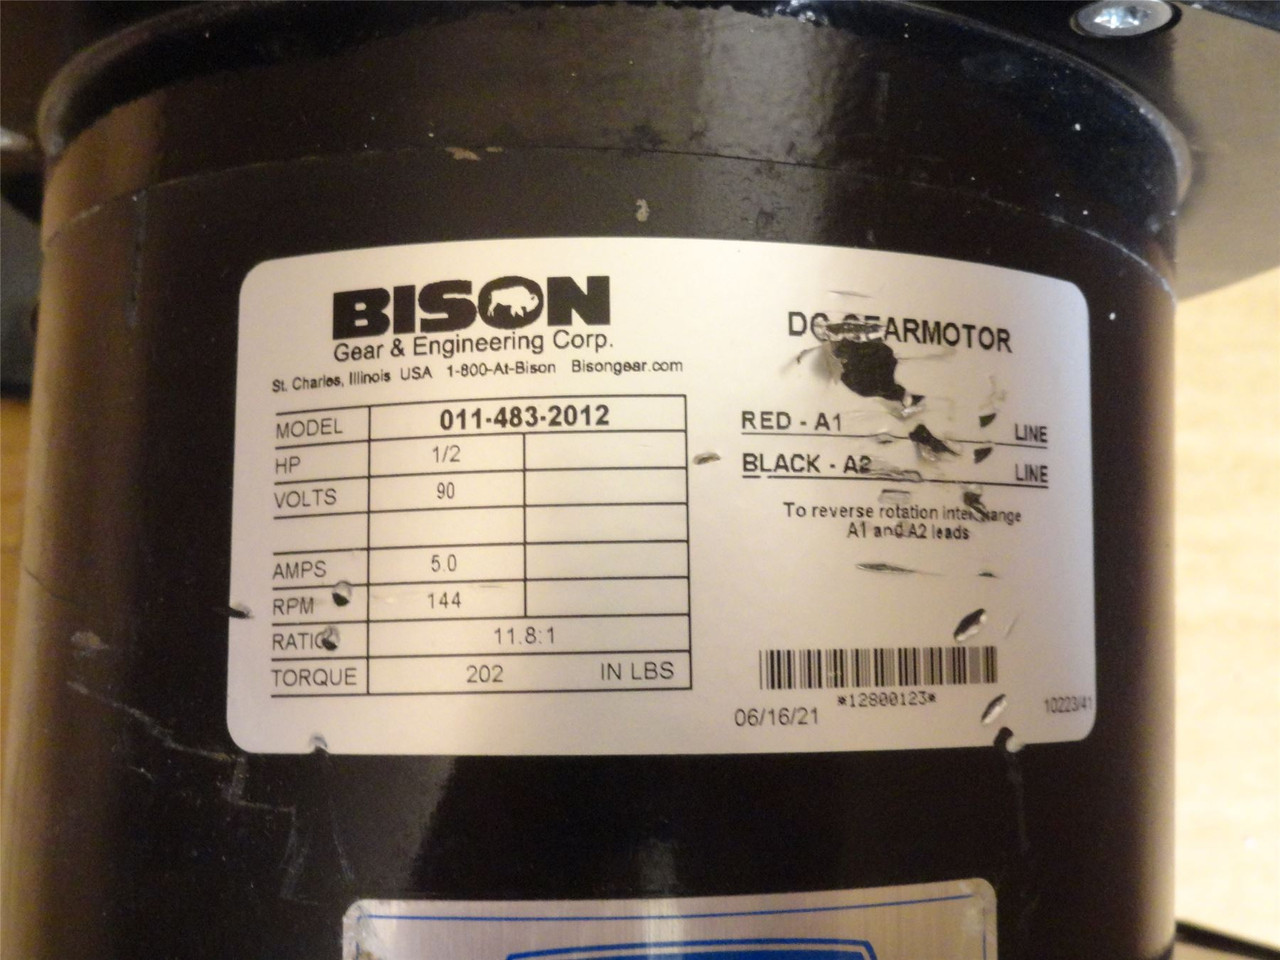 BISON
Gear & Engineering Corp.
St. Charles, Illinois USA 1-800-At-Bison Bisongear.com
MODEL 011-483-2012
HP 1/2
VOLTS 90
AMPS 5.0
RPM 144
RATIO 11.8:1
TORQUE 202 IN LBS
DC GEARMOTOR
RED - A1 LINE
BLACK - A2 LINE
To reverse rotation interchange
A1 and A2 leads
*12800123*
06/16/21
10223/41